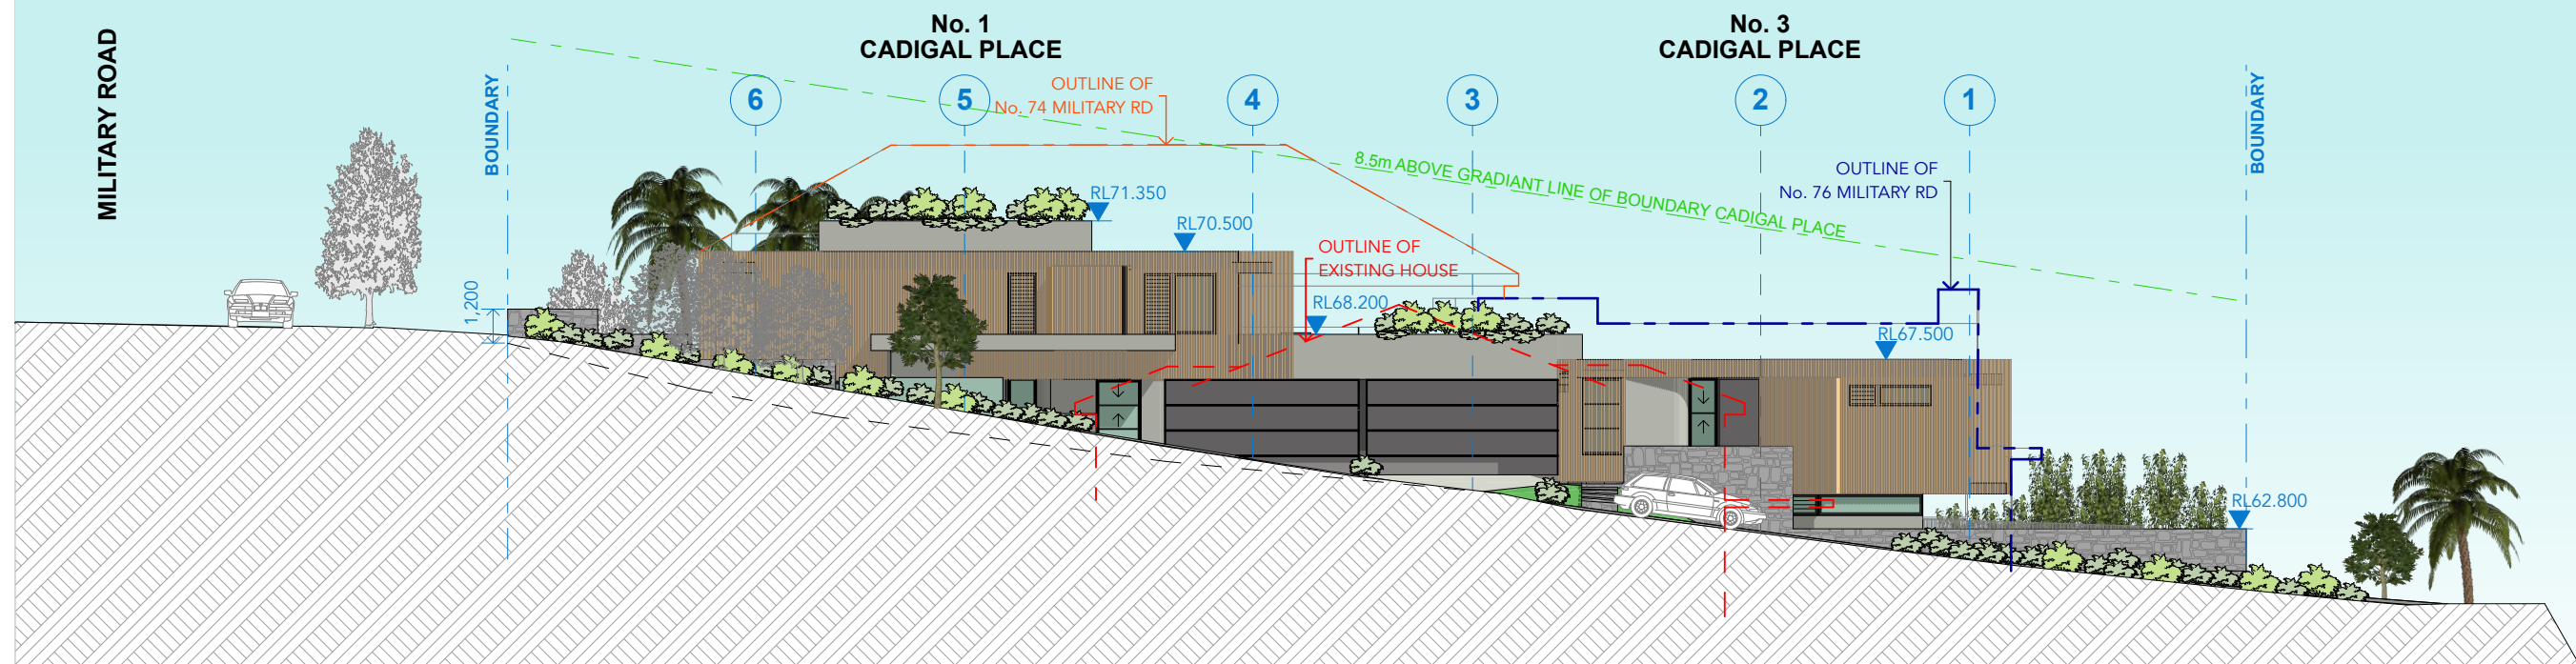 No. 1
CADIGAL PLACE
No. 3
CADIGAL PLACE
MILITARY ROAD
BOUNDARY
6
5
OUTLINE OF
No. 74 MILITARY RD
4
3
2
1
BOUNDARY
8.5m ABOVE GRADIANT LINE OF BOUNDARY CADIGAL PLACE
OUTLINE OF
No. 76 MILITARY RD
RL71.350
RL70.500
OUTLINE OF
EXISTING HOUSE
RL68.200
1,200
RL67.500
RL62.800